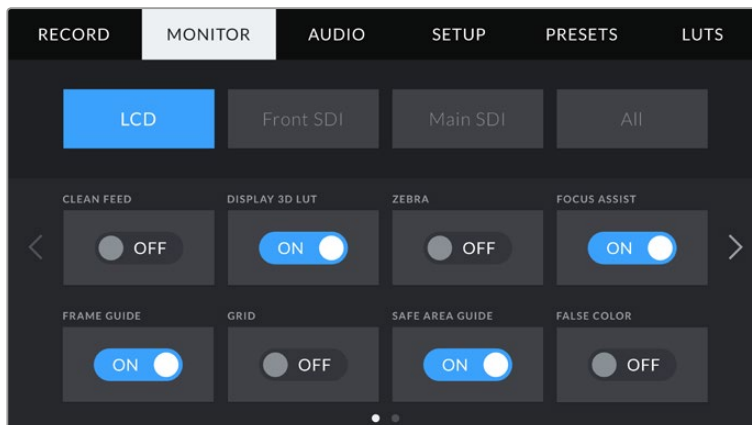 RECORD MONITOR AUDIO SETUP PRESETS LUTS
LCD Front SDI Main SDI All
CLEAN FEED DISPLAY 3D LUT ZEBRA FOCUS ASSIST
OFF ON OFF ON
FRAME GUIDE GRID SAFE AREA GUIDE FALSE COLOR
ON OFF ON OFF